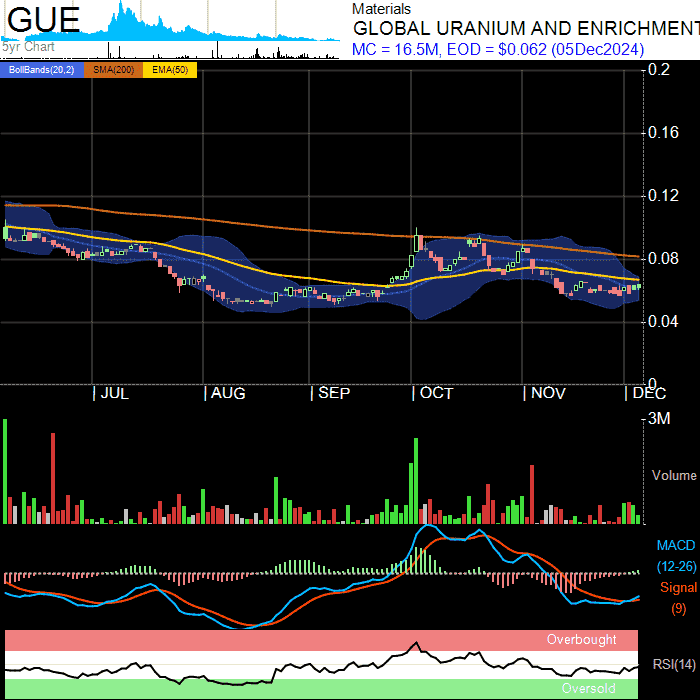 GUE
5yr Chart
Materials
GLOBAL URANIUM AND ENRICHMENT
MC = 16.5M, EOD = $0.062 (05Dec2024)
BollBands(20,2) SMA(200) EMA(50)
0.2
0.16
0.12
0.08
0.04
0
JUL AUG SEP OCT NOV DEC
3M
Volume
MACD
(12-26)
Signal
(9)
Overbought
RSI(14)
Oversold